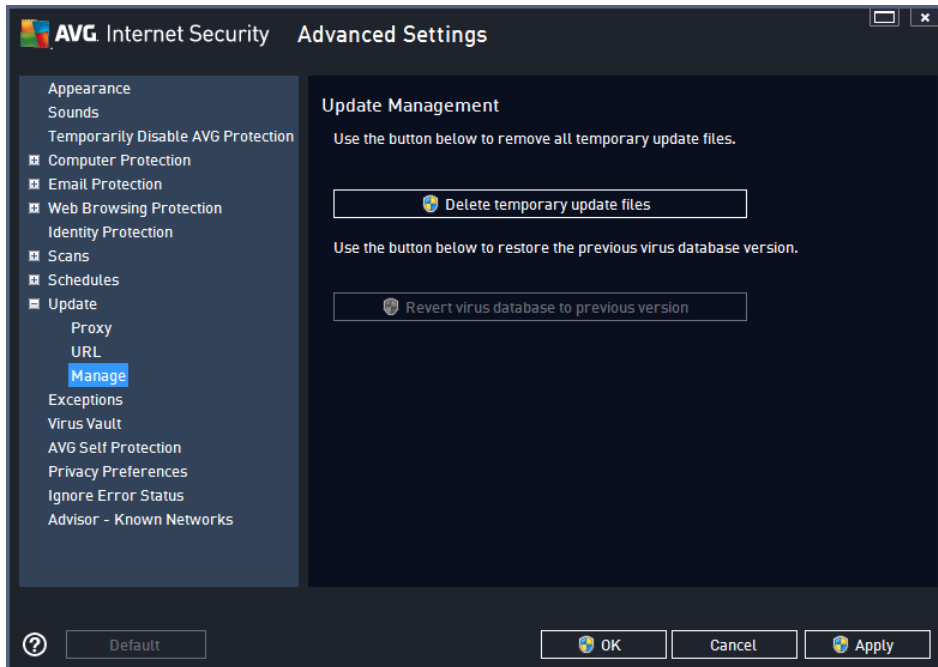 AVG. Internet Security Advanced Settings
Appearance
Sounds
Temporarily Disable AVG Protection
Computer Protection
Email Protection
Web Browsing Protection
Identity Protection
Scans
Schedules
Update
Proxy
URL
Manage
Exceptions
Virus Vault
AVG Self Protection
Privacy Preferences
Ignore Error Status
Advisor - Known Networks
Update Management
Use the button below to remove all temporary update files.
Delete temporary update files
Use the button below to restore the previous virus database version.
Revert virus database to previous version
Default
OK
Cancel
Apply